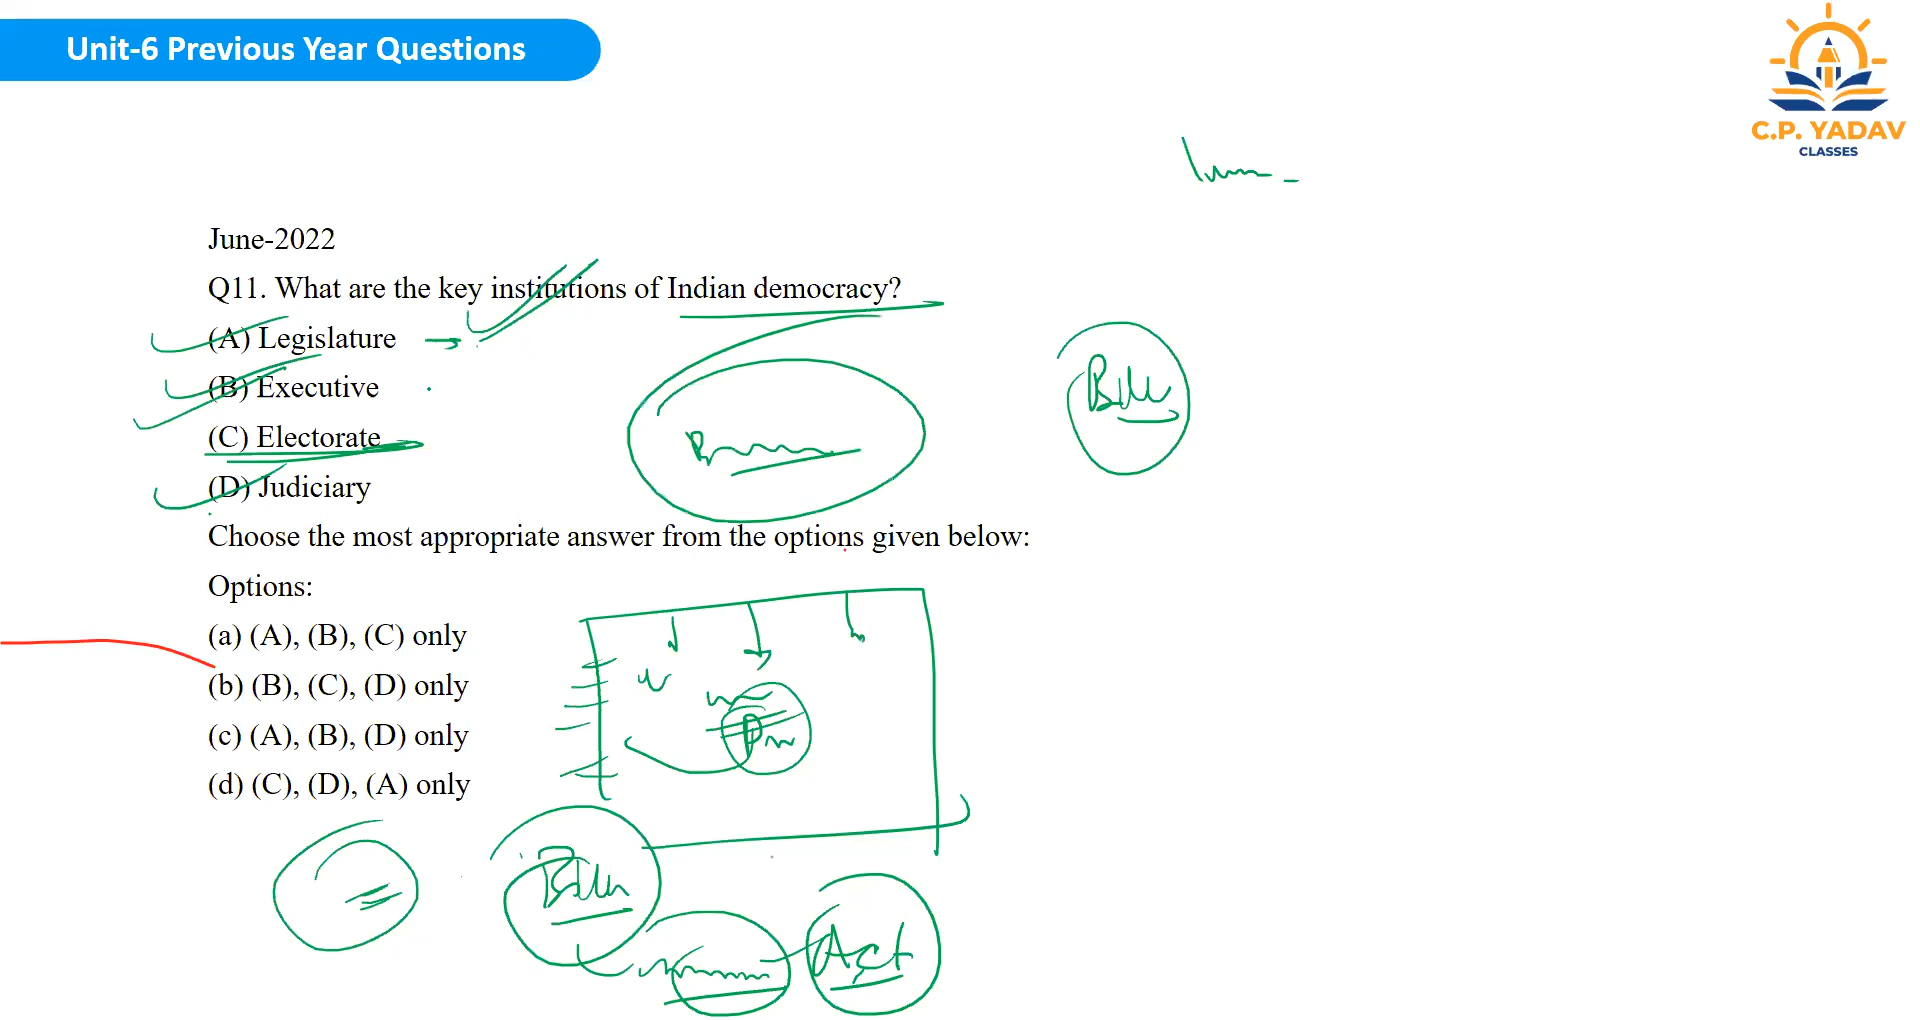 Unit-6 Previous Year Questions
C.P. YADAV
CLASSES
June-2022
Q11. What are the key institutions of Indian democracy?
(A) Legislature
(B) Executive
(C) Electorate
(D) Judiciary
Bill
Choose the most appropriate answer from the options given below:
Options:
(a) (A), (B), (C) only
(b) (B), (C), (D) only
(c) (A), (B), (D) only
(d) (C), (D), (A) only
Bill
Act